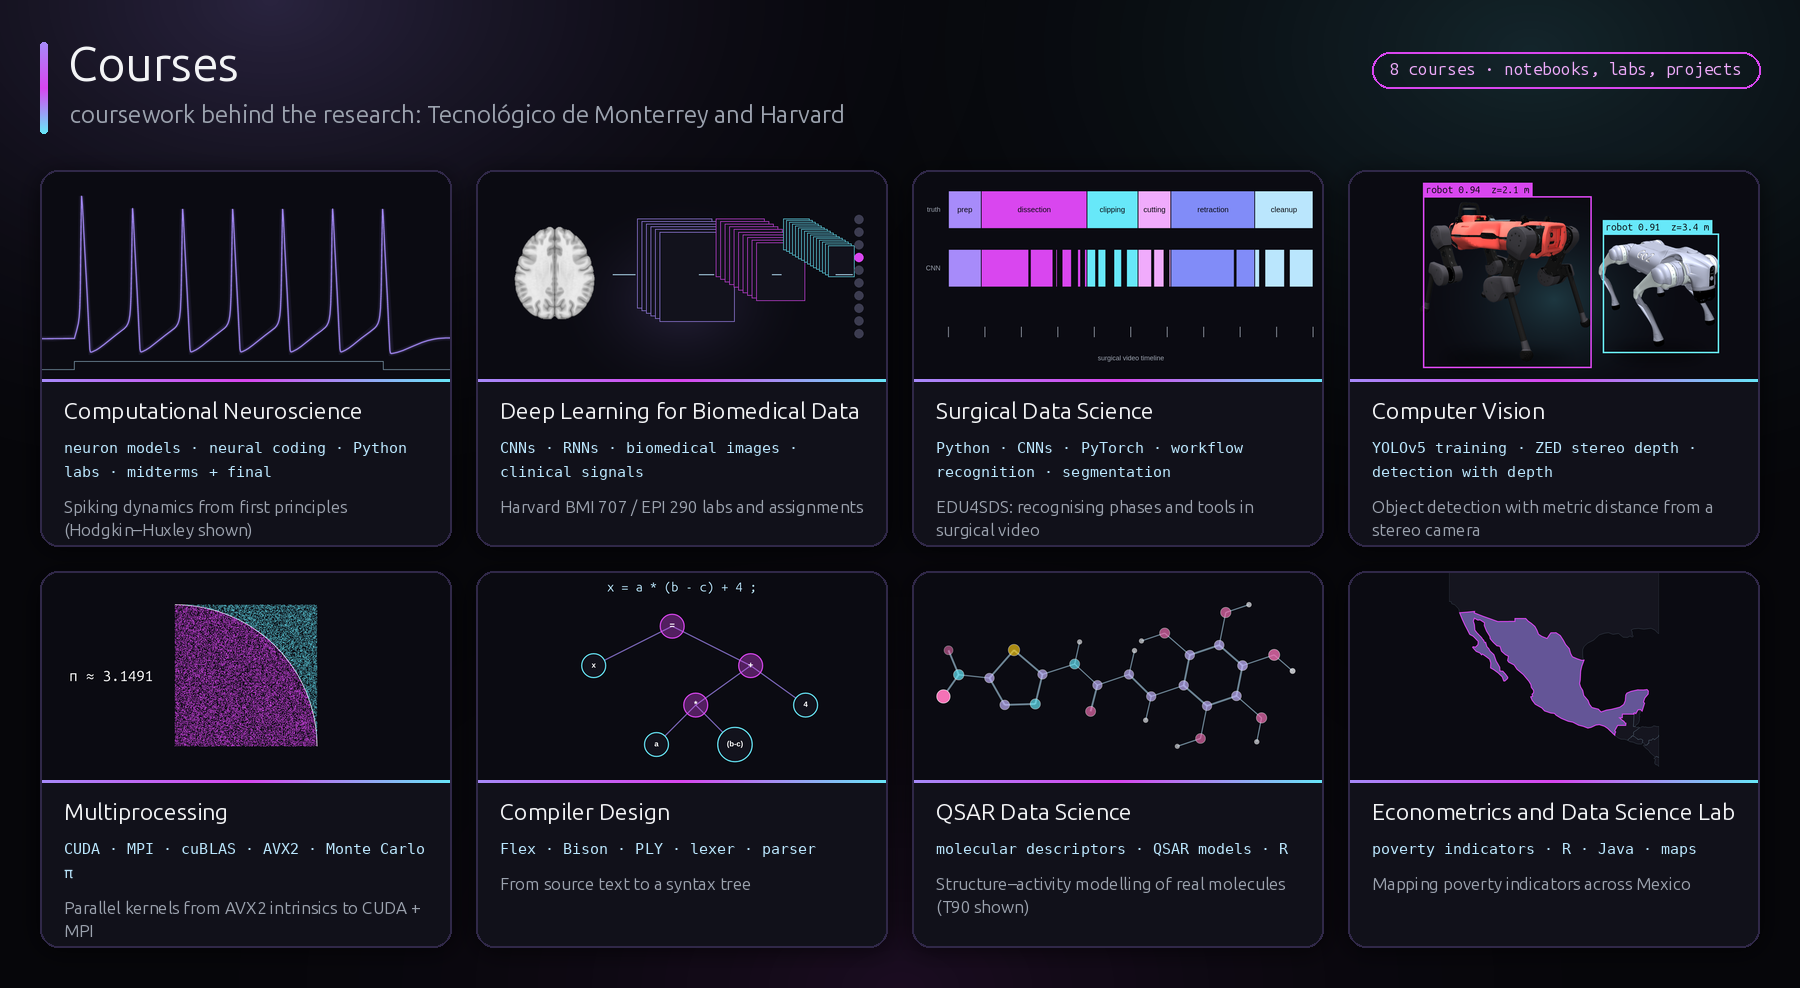 Courses
coursework behind the research: Tecnológico de Monterrey and Harvard
8 courses · notebooks, labs, projects
Computational Neuroscience
neuron models · neural coding · Python
labs · midterms + final
Spiking dynamics from first principles
(Hodgkin–Huxley shown)
Deep Learning for Biomedical Data
CNNs · RNNs · biomedical images ·
clinical signals
Harvard BMI 707 / EPI 290 labs and assignments
truth
prep
dissection
clipping
cutting
retraction
cleanup
CNN
surgical video timeline
Surgical Data Science
Python · CNNs · PyTorch · workflow
recognition · segmentation
EDU4SDS: recognising phases and tools in
surgical video
robot 0.94 z=2.1 m
robot 0.91 z=3.4 m
Computer Vision
YOLOv5 training · ZED stereo depth ·
detection with depth
Object detection with metric distance from a
stereo camera
π ≈ 3.1491
Multiprocessing
CUDA · MPI · cuBLAS · AVX2 · Monte Carlo
π
Parallel kernels from AVX2 intrinsics to CUDA +
MPI
x = a * (b - c) + 4 ;
=
x
+
*
4
a
(b-c)
Compiler Design
Flex · Bison · PLY · lexer · parser
From source text to a syntax tree
QSAR Data Science
molecular descriptors · QSAR models · R
Structure–activity modelling of real molecules
(T90 shown)
Econometrics and Data Science Lab
poverty indicators · R · Java · maps
Mapping poverty indicators across Mexico